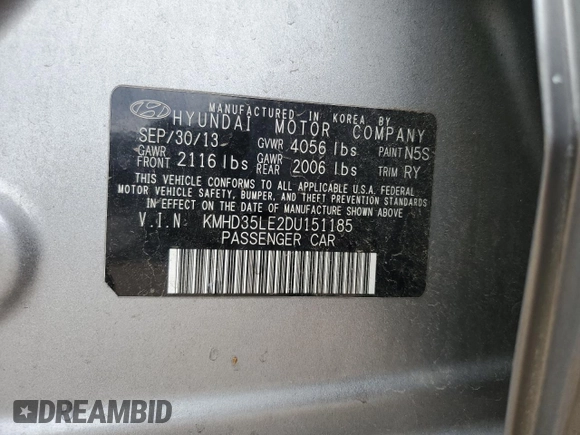 MANUFACTURED IN KOREA BY
HYUNDAI MOTOR COMPANY
SEP/30/13 GVWR 4056 lbs PAINT N5S
GAWR FRONT 2116 lbs GAWR REAR 2006 lbs TRIM RY
THIS VEHICLE CONFORMS TO ALL APPLICABLE U.S.A. FEDERAL
MOTOR VEHICLE SAFETY, BUMPER, AND THEFT PREVENTION STANDARDS
IN EFFECT ON THE DATE OF MANUFACTURE SHOWN ABOVE
V.I.N. KMHD35LE2DU151185
PASSENGER CAR
DREAMBID